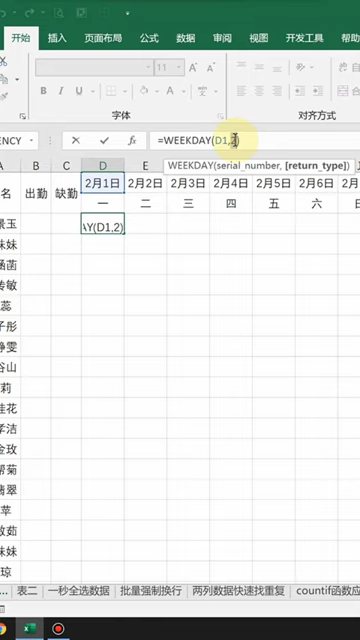 开始 插入 页面布局 公式 数据 审阅 视图 开发工具
11 A A
B I U A
字体 对齐方式
ENCY fx =WEEKDAY(D1,2)
WEEKDAY(serial_number, [return_type])
A B C D E F G H I
名 出勤 缺勤 2月1日 2月2日 2月3日 2月4日 2月5日 2月6日 2月
一 二 三 四 五 六 日
景玉 AY(D1,2)
妹妹
涵菡
传敏
蕊
子彤
静雯
谷山
莉
桂花
孝洁
金玫
帮菊
翡翠
苹
敏茹
妹妹
琼
... 表二 一秒全选数据 批量强制换行 两列数据快速找重复 countif函数应